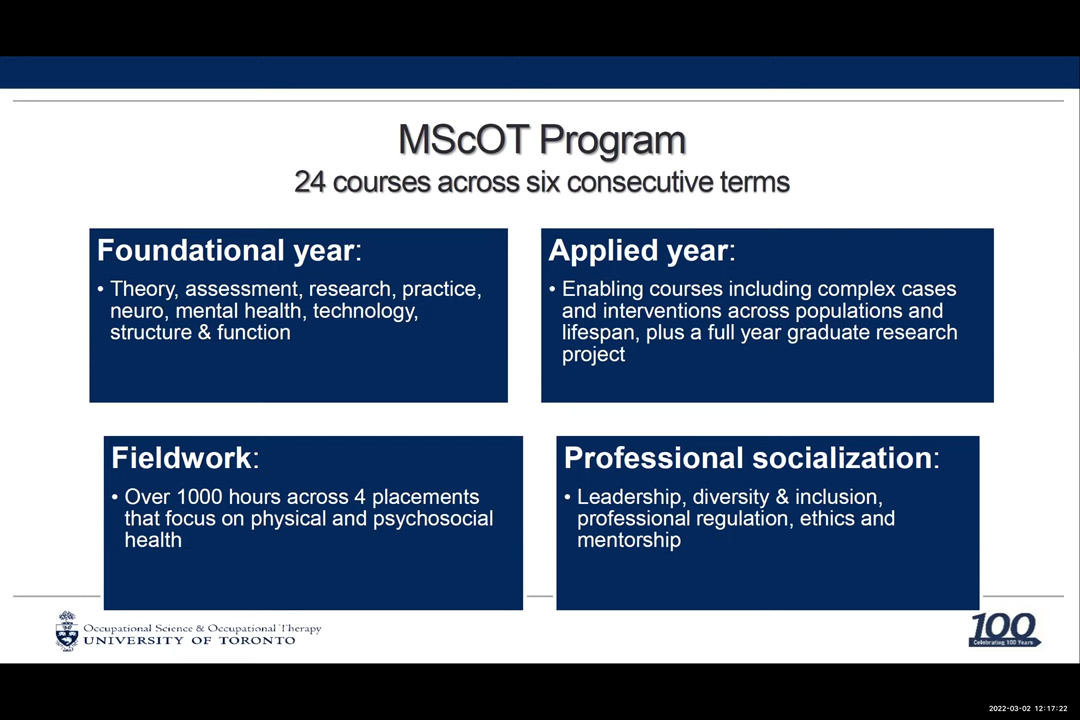 MScOT Program
24 courses across six consecutive terms
Foundational year:
• Theory, assessment, research, practice,
neuro, mental health, technology,
structure & function
Applied year:
• Enabling courses including complex cases
and interventions across populations and
lifespan, plus a full year graduate research
project
Fieldwork:
• Over 1000 hours across 4 placements
that focus on physical and psychosocial
health
Professional socialization:
• Leadership, diversity & inclusion,
professional regulation, ethics and
mentorship
Occupational Science & Occupational Therapy
UNIVERSITY OF TORONTO
100
Celebrating 100 Years
2022-03-02 12:17:22